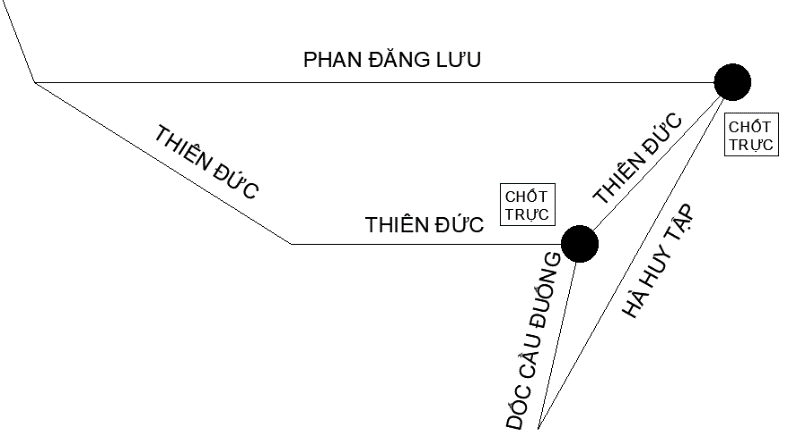 PHAN ĐĂNG LƯU
CHỐT
TRỰC
THIÊN ĐỨC
THIÊN ĐỨC
CHỐT
TRỰC
THIÊN ĐỨC
HÀ HUY TẬP
DỐC CẦU ĐUỐNG